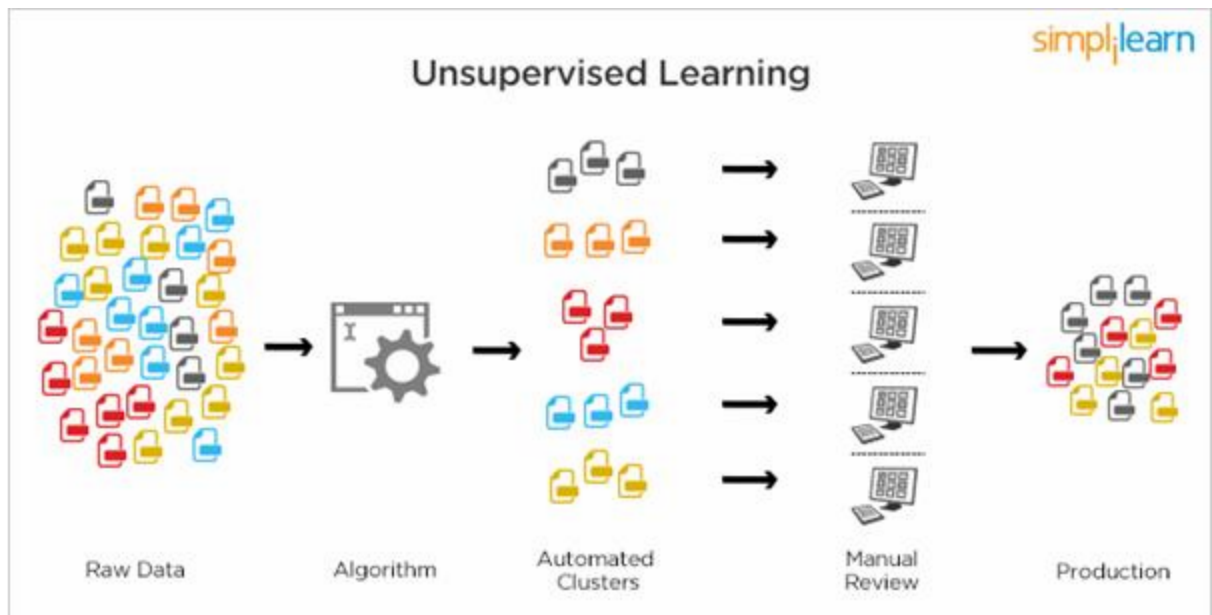 simplilearn
Unsupervised Learning
Raw Data
Algorithm
Automated
Clusters
Manual
Review
Production